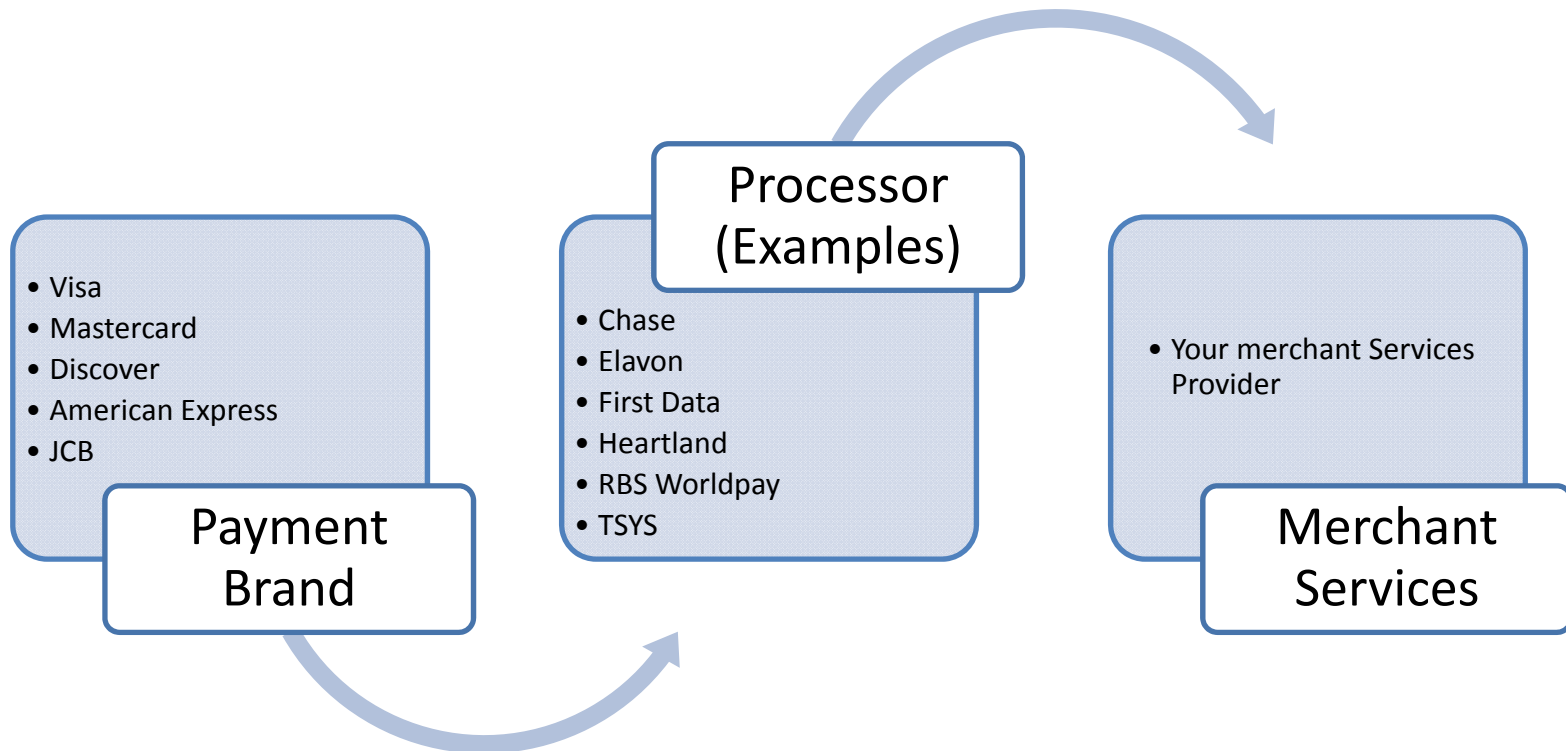 • Visa
• Mastercard
• Discover
• American Express
• JCB
Payment
Brand
Processor
(Examples)
• Chase
• Elavon
• First Data
• Heartland
• RBS Worldpay
• TSYS
• Your merchant Services
Provider
Merchant
Services